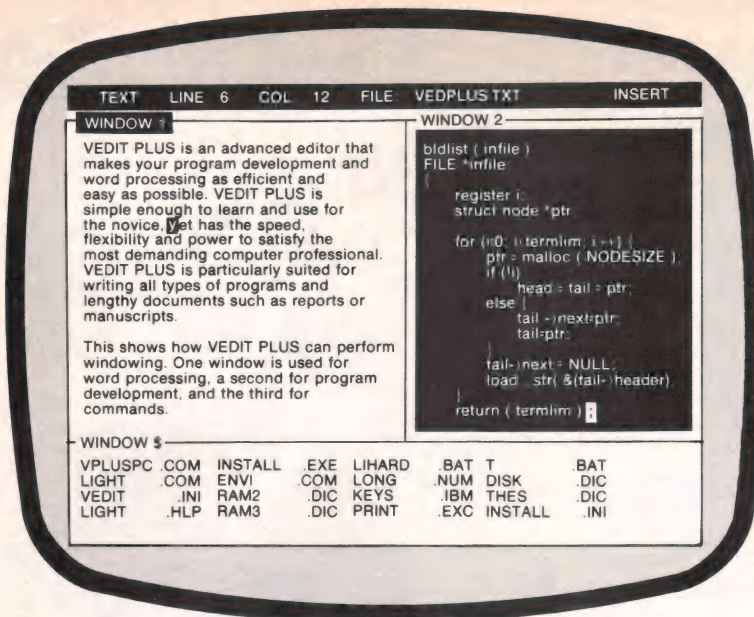 TEXT LINE 6 COL 12 FILE: VEDPLUS.TXT INSERT
WINDOW 1
VEDIT PLUS is an advanced editor that
makes your program development and
word processing as efficient and
easy as possible. VEDIT PLUS is
simple enough to learn and use for
the novice, yet has the speed,
flexibility and power to satisfy the
most demanding computer professional.
VEDIT PLUS is particularly suited for
writing all types of programs and
lengthy documents such as reports or
manuscripts.
This shows how VEDIT PLUS can perform
windowing. One window is used for
word processing, a second for program
development, and the third for
commands.
WINDOW 2
bldlist ( infile )
FILE *infile;
{
register i;
struct node *ptr;
for (i=0; i<termlim; i++) {
ptr = malloc ( NODESIZE );
if (!i)
head = tail = ptr;
else {
tail->next=ptr;
tail=ptr;
}
tail->next = NULL;
load str( &(tail->header)
}
return ( termlim ) ;
WINDOW $
VPLUSPC .COM INSTALL .EXE LIHARD .BAT T .BAT
LIGHT .COM ENVI .COM LONG .NUM DISK .DIC
VEDIT .INI RAM2 .DIC KEYS .IBM THES .DIC
LIGHT .HLP RAM3 .DIC PRINT .EXC INSTALL .INI